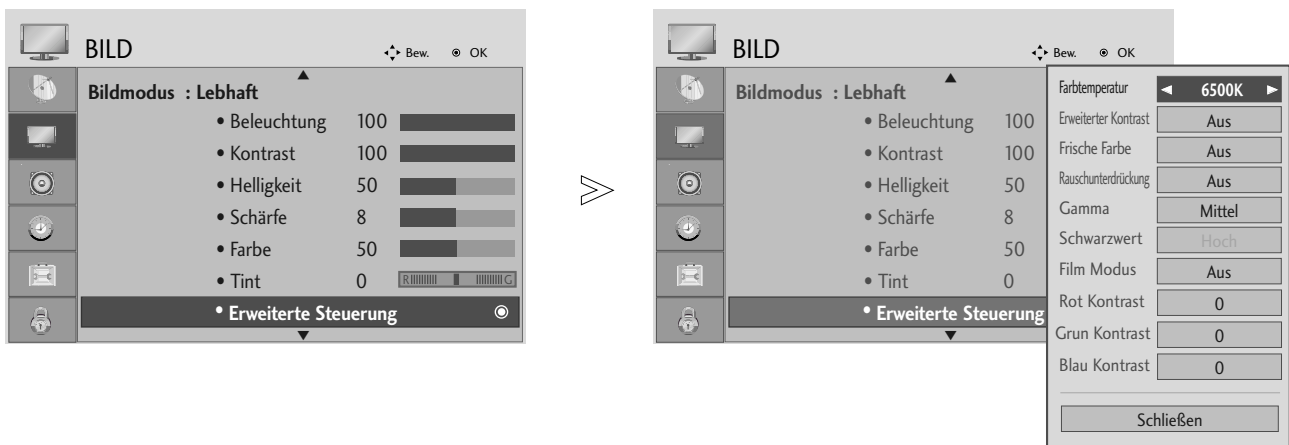 BILD
Bew. OK
Bildmodus : Lebhaft
• Beleuchtung 100
• Kontrast 100
• Helligkeit 50
• Schärfe 8
• Farbe 50
• Tint 0 R G
• Erweiterte Steuerung
BILD
Bew. OK
Bildmodus : Lebhaft
• Beleuchtung 100
• Kontrast 100
• Helligkeit 50
• Schärfe 8
• Farbe 50
• Tint 0
• Erweiterte Steuerung
Farbtemperatur 6500K
Erweiterter Kontrast Aus
Frische Farbe Aus
Rauschunterdrückung Aus
Gamma Mittel
Schwarzwert Hoch
Film Modus Aus
Rot Kontrast 0
Grun Kontrast 0
Blau Kontrast 0
Schließen